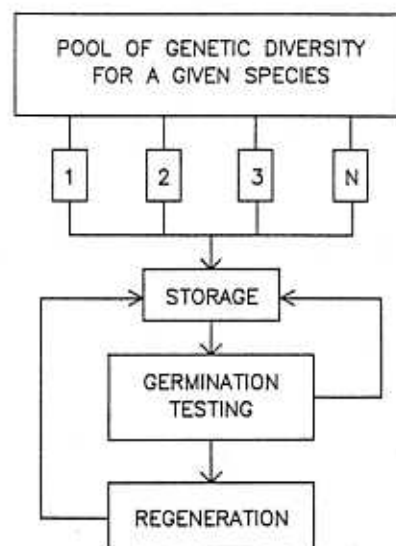 POOL OF GENETIC DIVERSITY
FOR A GIVEN SPECIES
1
2
3
N
STORAGE
GERMINATION
TESTING
REGENERATION